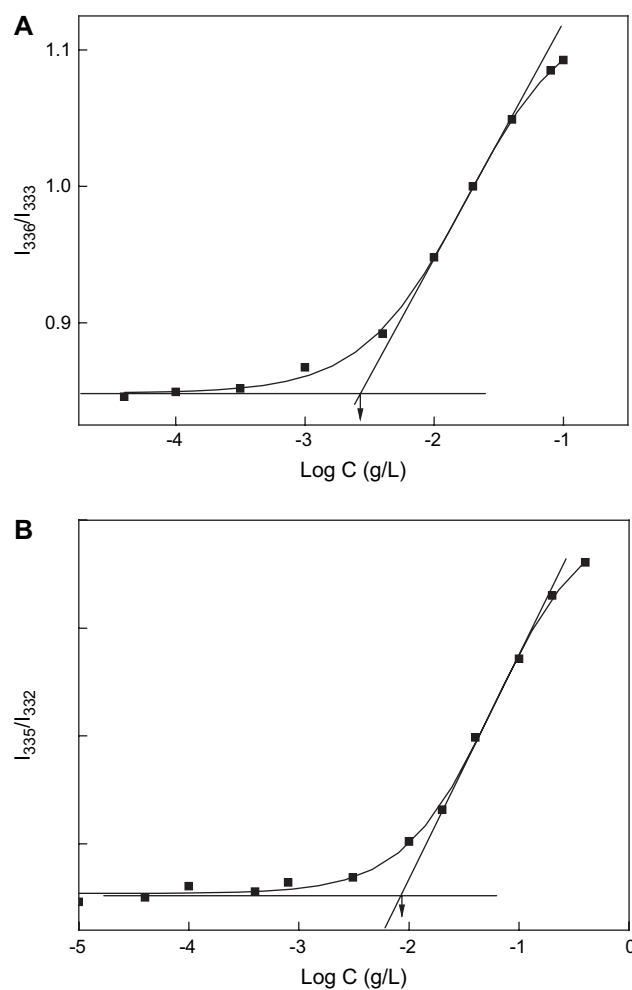 A
1.1
1.0
0.9
I₃₃₆/I₃₃₃
-4
-3
-2
-1
Log C (g/L)
B
I₃₃₅/I₃₃₂
-5
-4
-3
-2
-1
0
Log C (g/L)